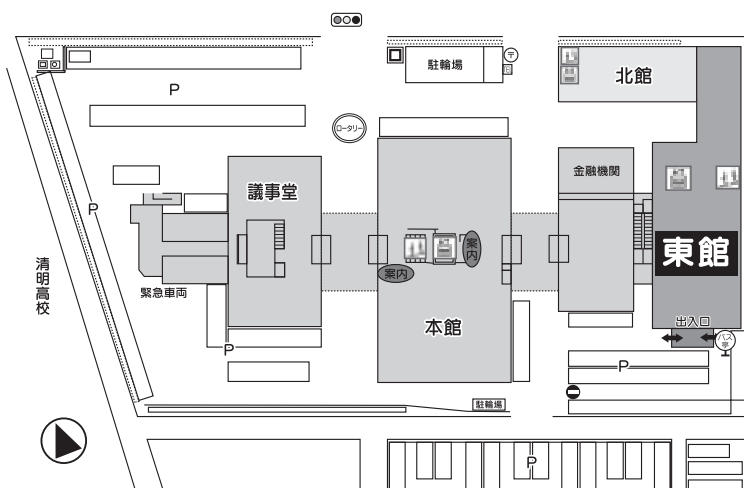 駐輪場
〒
北館
P
ロータリー
金融機関
議事堂
P
東館
案内
案内
清明高校
緊急車両
本館
出入口
バス亭
P
P
駐輪場
P